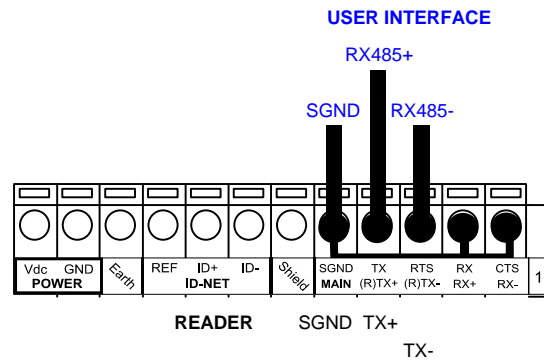 USER INTERFACE
RX485+
SGND RX485-
Vdc GND Earth REF ID+ ID- Shield SGND TX RTS RX CTS
POWER ID-NET MAIN (R)TX+ (R)TX- RX+ RX- 1
READER SGND TX+
TX-